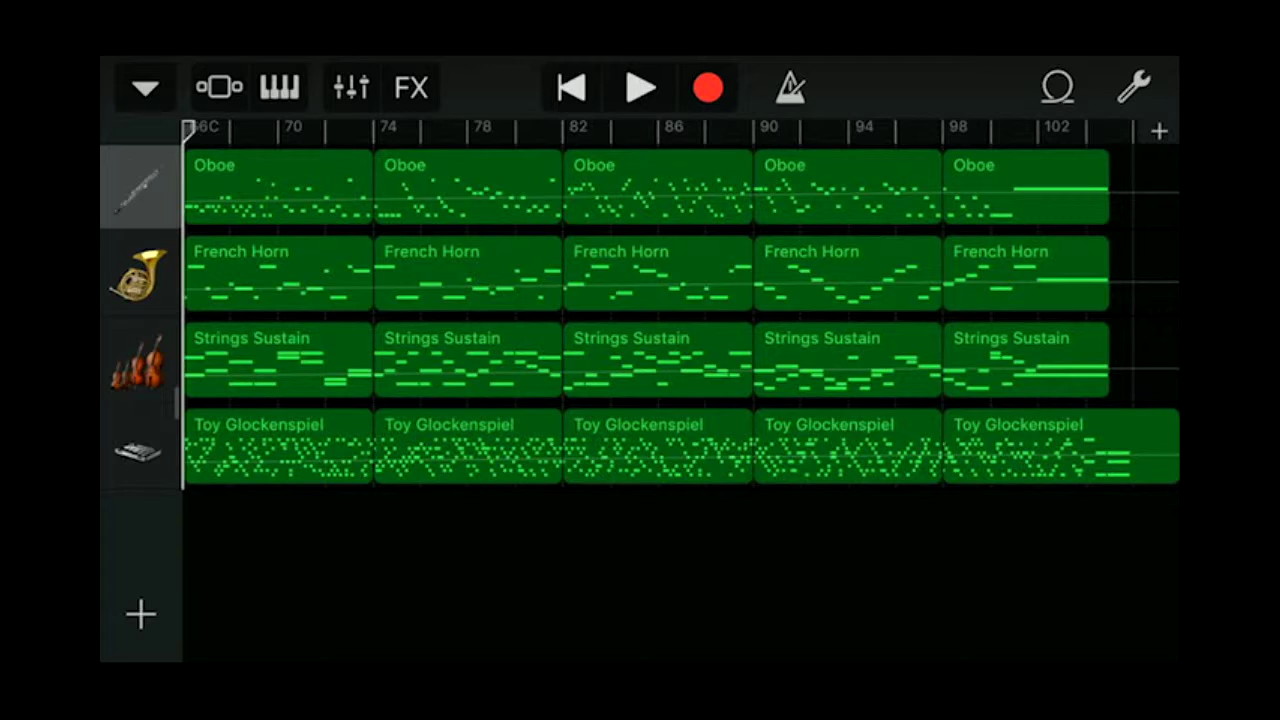 FX
66C 70 74 78 82 86 90 94 98 102
Oboe Oboe Oboe Oboe Oboe
French Horn French Horn French Horn French Horn French Horn
Strings Sustain Strings Sustain Strings Sustain Strings Sustain Strings Sustain
Toy Glockenspiel Toy Glockenspiel Toy Glockenspiel Toy Glockenspiel Toy Glockenspiel